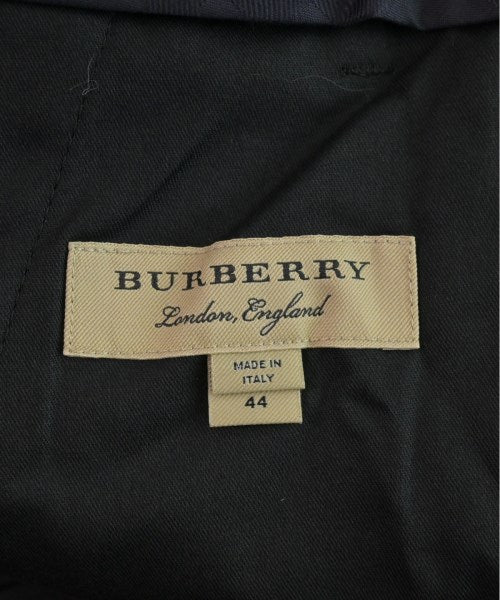 BURBERRY
London, England
MADE IN
ITALY
44